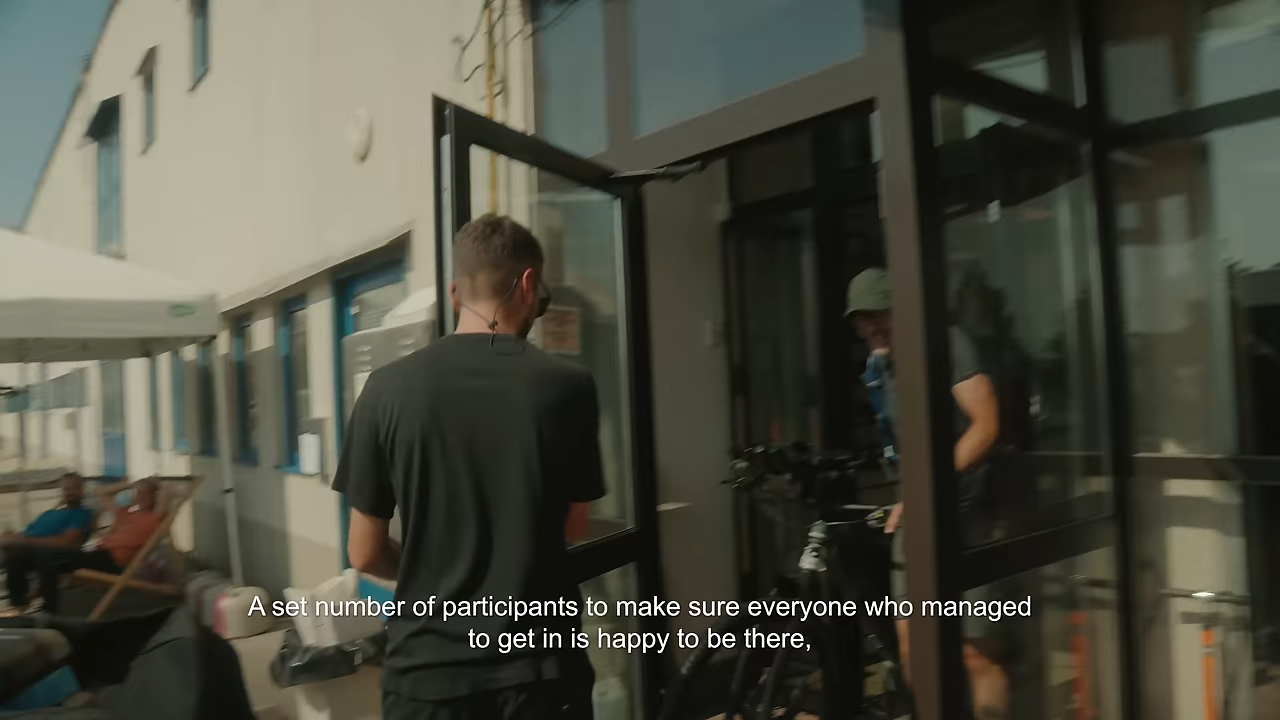 A set number of participants to make sure everyone who managed
to get in is happy to be there,